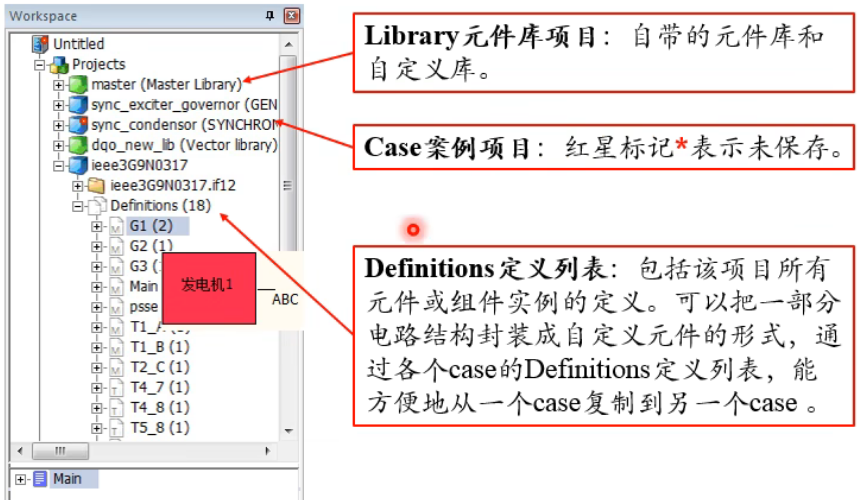 Workspace
Untitled
Projects
master (Master Library)
sync_exciter_governor (GEN
sync_condensor (SYNCHRON
dqo_new_lib (Vector library)
ieee3G9N0317
ieee3G9N0317.if12
Definitions (18)
G1 (2)
G2 (1)
G3 (
Main
psse
发电机1
ABC
T1_B (1)
T2_C (1)
T4_7 (1)
T4_8 (1)
T5_8 (1)
Main
Library元件库项目：自带的元件库和
自定义库。
Case案例项目：红星标记*表示未保存。
Definitions定义列表：包括该项目所有
元件或组件实例的定义。可以把一部分
电路结构封装成自定义元件的形式，通
过各个case的Definitions定义列表，能
方便地从一个case复制到另一个case。